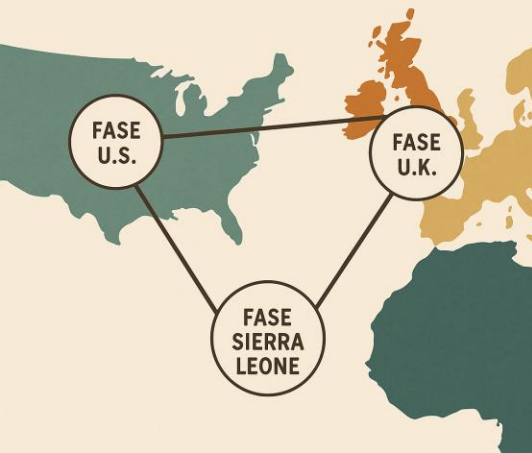 FASE
U.S.
FASE
U.K.
FASE
SIERRA
LEONE